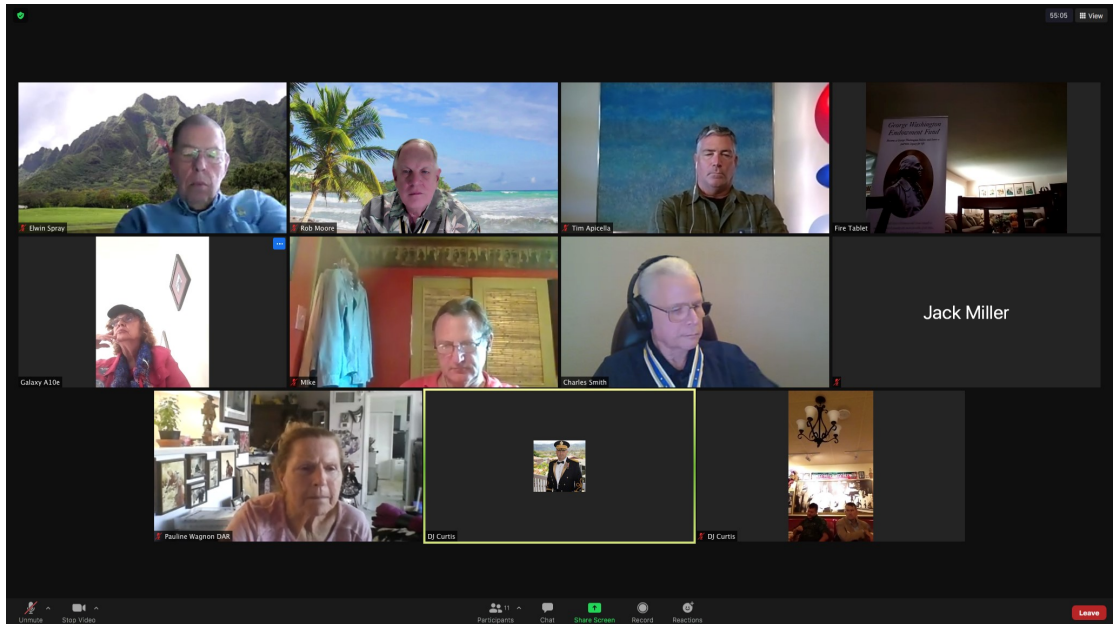 55:05 View
Elwin Spray
Rob Moore
Tim Apicella
George Washington
Endowment Fund
Fire Tablet
Galaxy A10e
MIke
Charles Smith
Jack Miller
Pauline Wagnon DAR
DJ Curtis
DJ Curtis
Unmute
Stop Video
Participants
11
Chat
Share Screen
Record
Reactions
Leave